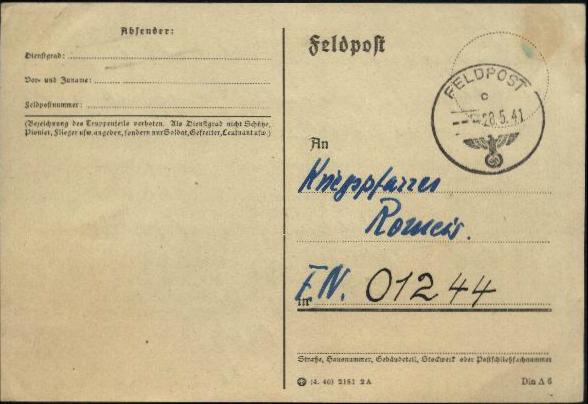 Absender:
Dienstgrad:
Vor- und Zuname:
Feldpostnummer:
(Bezeichnung des Truppenteils verboten. Als Dienstgrad nicht Schütze,
Pionier, Flieger usw. angeben, sondern nur Soldat, Gefreiter, Leutnant usw.)
Feldpost
FELDPOST
c
28.5.41
An
Kriegspfarrer
Romeis.
F.N. 01244
in
Straße, Hausnummer, Gebäudeteil, Stockwerk oder Postschließfachnummer
(4. 40) 2181 2A
Din A 6